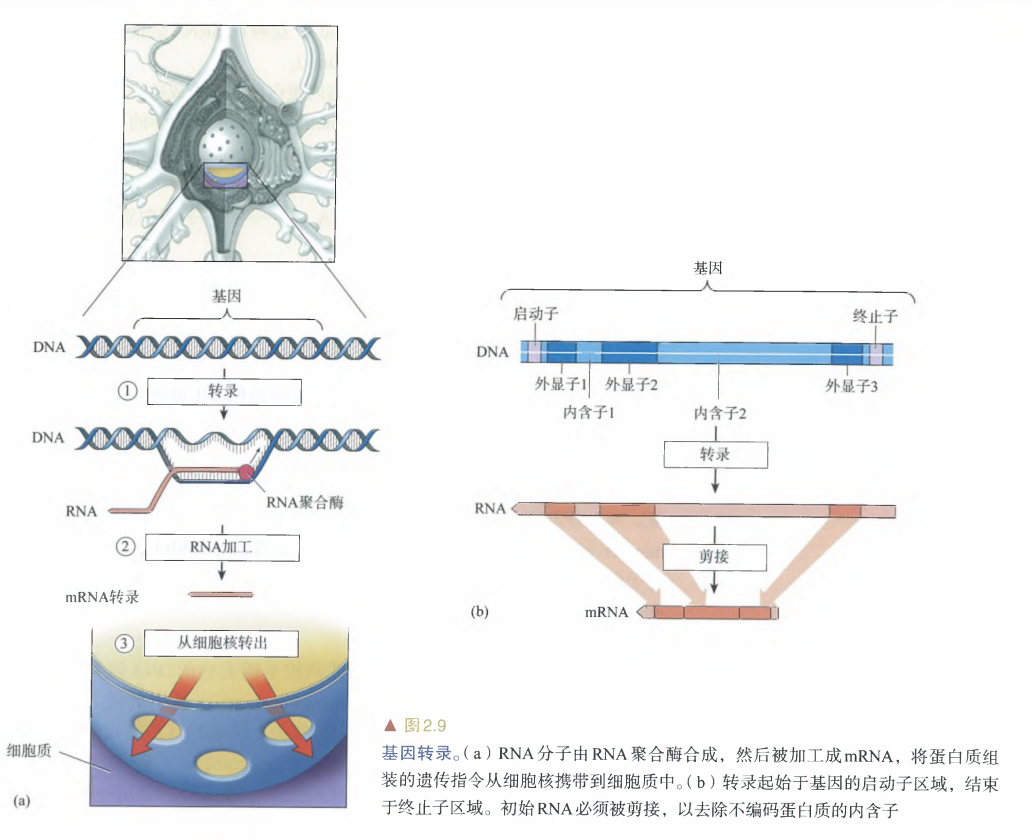 基因
DNA
① 转录
DNA
RNA
RNA聚合酶
② RNA加工
mRNA转录
③ 从细胞核转出
细胞质
(a)
基因
启动子 终止子
DNA
外显子1 外显子2 外显子3
内含子1 内含子2
转录
RNA
剪接
(b) mRNA
▲ 图2.9
基因转录。(a)RNA分子由RNA聚合酶合成，然后被加工成mRNA，将蛋白质组
装的遗传指令从细胞核携带到细胞质中。(b)转录起始于基因的启动子区域，结束
于终止子区域。初始RNA必须被剪接，以去除不编码蛋白质的内含子